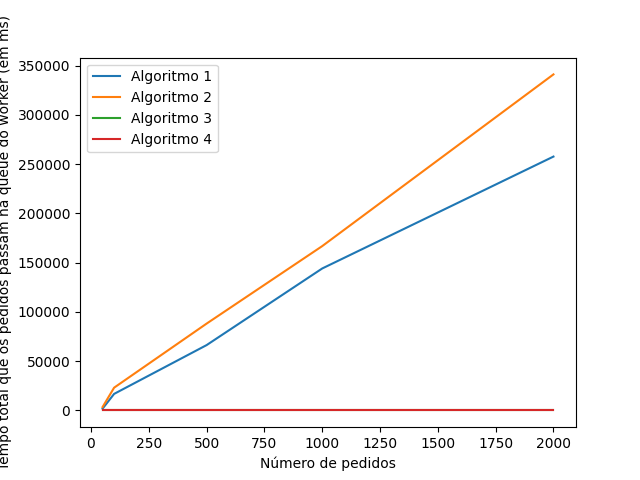 Tempo total que os pedidos passam na queue do worker (em ms)
350000
300000
250000
200000
150000
100000
50000
0
Algoritmo 1
Algoritmo 2
Algoritmo 3
Algoritmo 4
0 250 500 750 1000 1250 1500 1750 2000
Número de pedidos